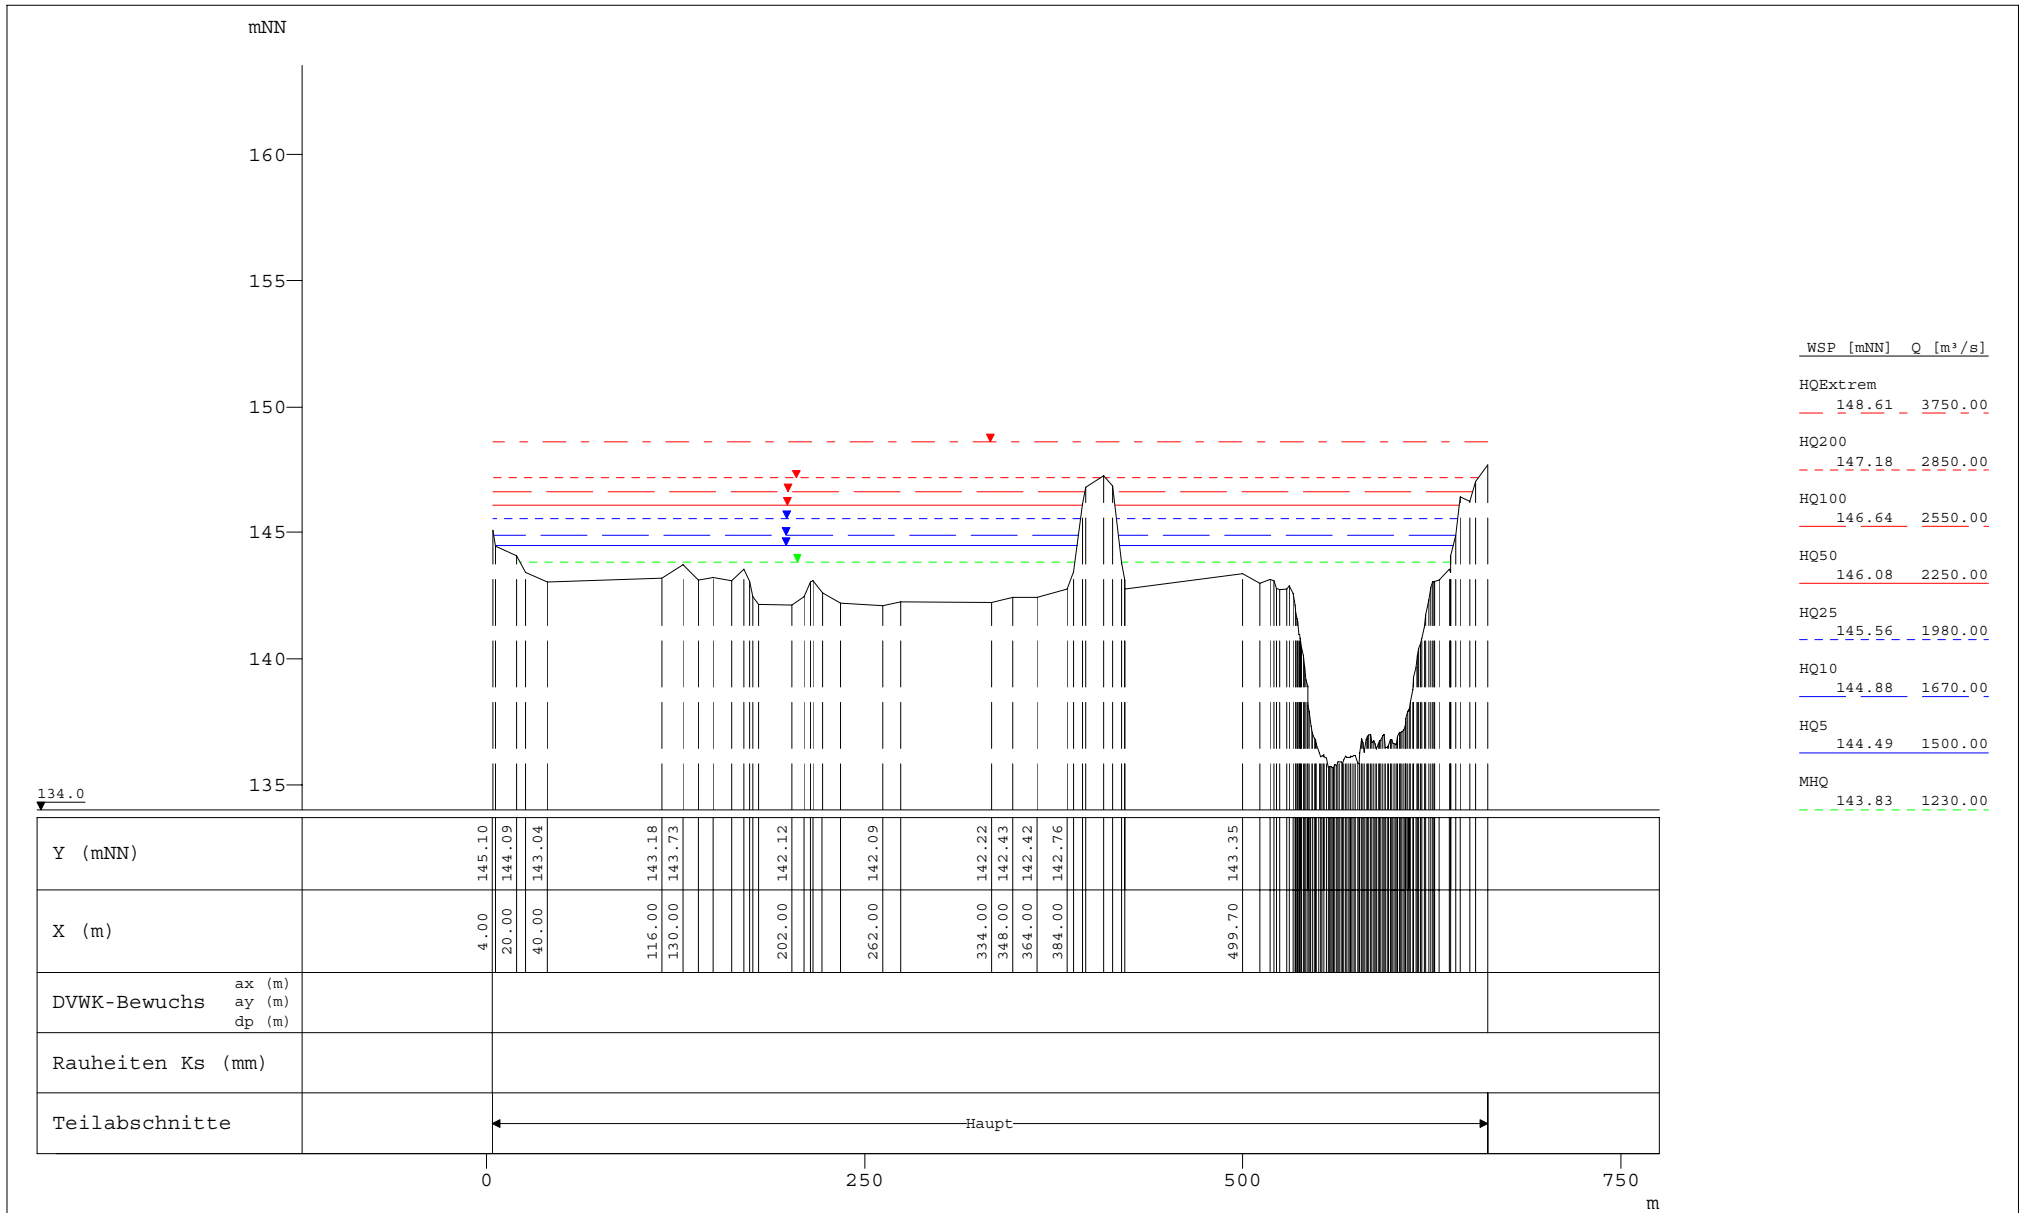 mNN
160
155
150
145
140
135
134.0
WSP [mNN] Q [m³/s]
HQExtrem
148.61 3750.00
HQ200
147.18 2850.00
HQ100
146.64 2550.00
HQ50
146.08 2250.00
HQ25
145.56 1980.00
HQ10
144.88 1670.00
HQ5
144.49 1500.00
MHQ
143.83 1230.00
Y (mNN)
145.10 144.09 143.04 143.18 143.73 142.12 142.09 142.22 142.43 142.42 142.76 143.35
X (m)
4.00 20.00 40.00 116.00 130.00 202.00 262.00 334.00 348.00 364.00 384.00 499.70
DVWK-Bewuchs
ax (m)
ay (m)
dp (m)
Rauheiten Ks (mm)
Teilabschnitte
Haupt
0 250 500 750
m